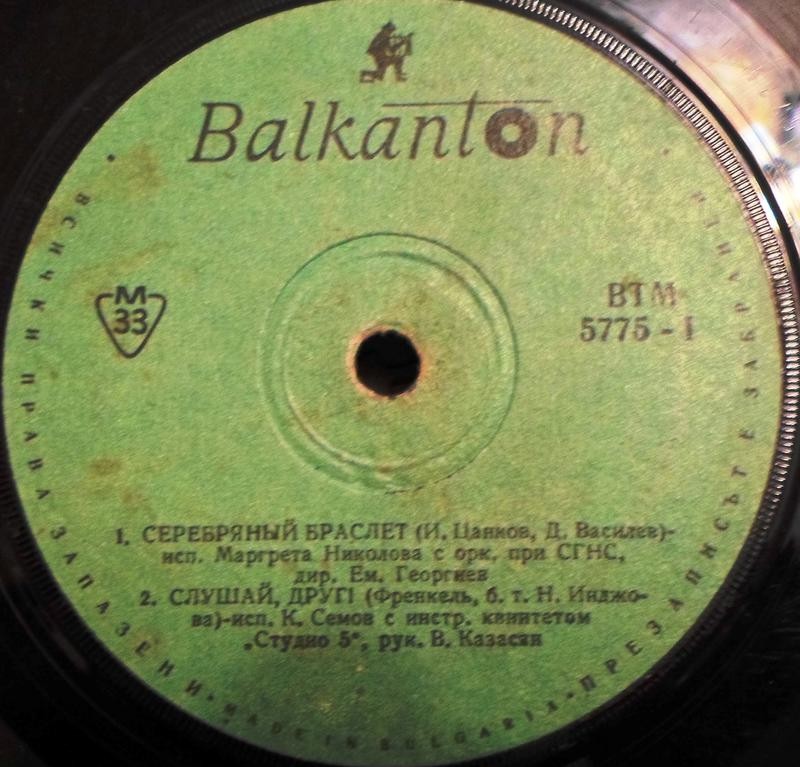 Balkanton
M
33
ВТМ
5775 - I
1. СЕРЕБРЯНЫЙ БРАСЛЕТ (И. Цанков, Д. Василев)-
исп. Маргрета Николова с орк. при СГНС,
дир. Ем. Георгиев
2. СЛУШАЙ, ДРУГ! (Френкель, б. т. Н. Инджо-
ва)-исп. К. Семов с инстр. квинтетом
„Студио 5“, рук. В. Казасян
ВСИЧКИ ПРАВА ЗАПАЗЕНИ • MADE IN BULGARIA • ПРЕЗАПИСЪТ Е ЗАБРАНЕН